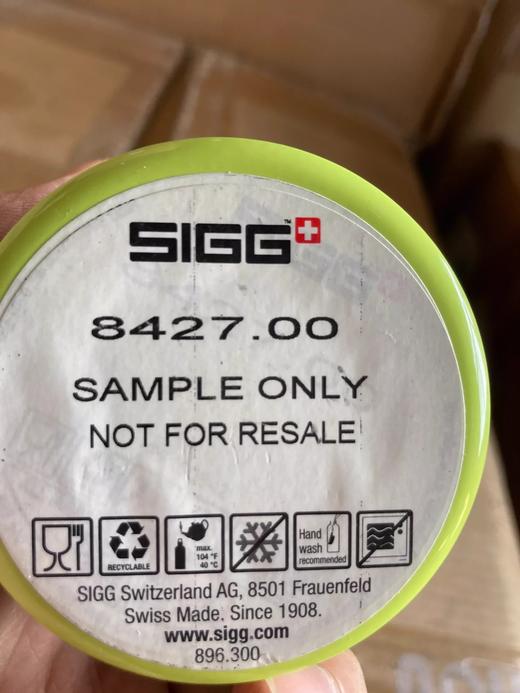 SIGG™
8427.00
SAMPLE ONLY
NOT FOR RESALE
RECYCLABLE
max.
104 °F
40 °C
Hand
wash
recommended
SIGG Switzerland AG, 8501 Frauenfeld
Swiss Made. Since 1908.
www.sigg.com
896.300